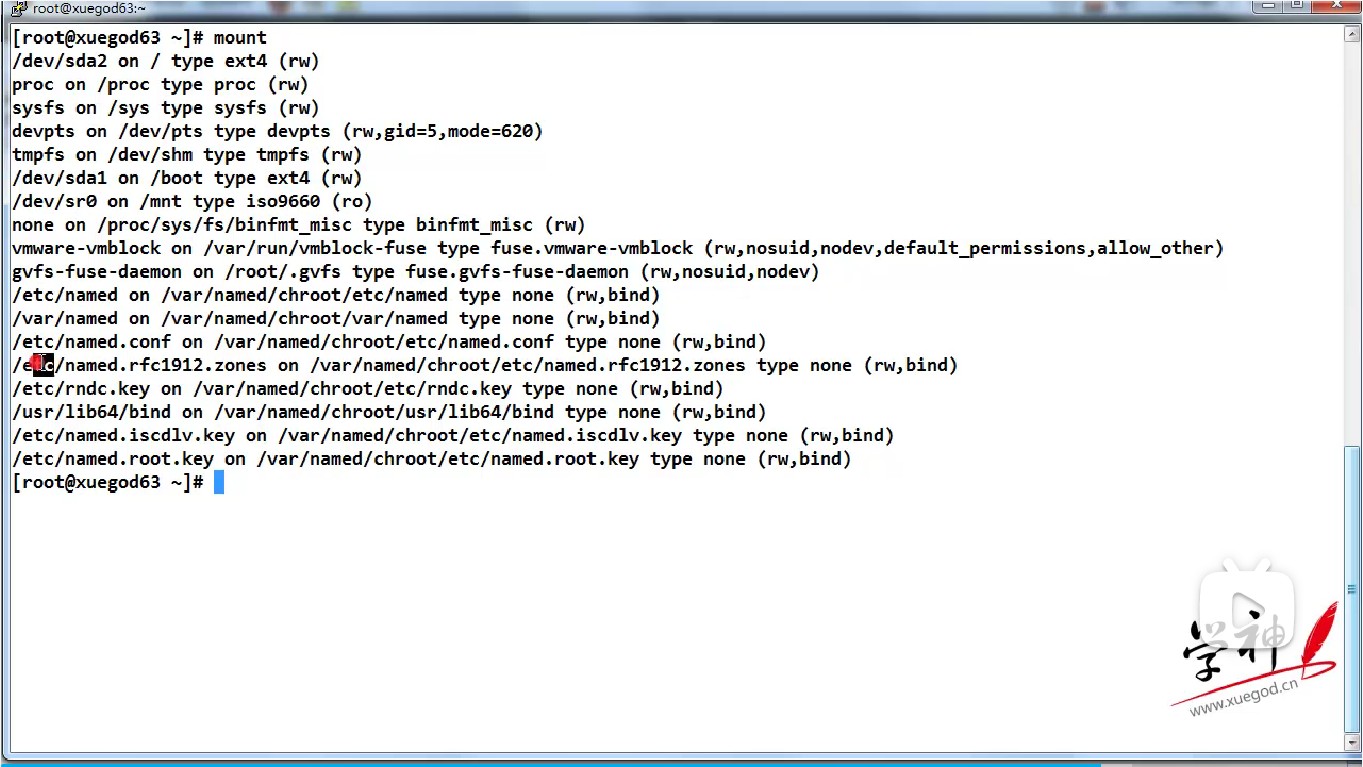 root@xuegod63:~
[root@xuegod63 ~]# mount
/dev/sda2 on / type ext4 (rw)
proc on /proc type proc (rw)
sysfs on /sys type sysfs (rw)
devpts on /dev/pts type devpts (rw,gid=5,mode=620)
tmpfs on /dev/shm type tmpfs (rw)
/dev/sda1 on /boot type ext4 (rw)
/dev/sr0 on /mnt type iso9660 (ro)
none on /proc/sys/fs/binfmt_misc type binfmt_misc (rw)
vmware-vmblock on /var/run/vmblock-fuse type fuse.vmware-vmblock (rw,nosuid,nodev,default_permissions,allow_other)
gvfs-fuse-daemon on /root/.gvfs type fuse.gvfs-fuse-daemon (rw,nosuid,nodev)
/etc/named on /var/named/chroot/etc/named type none (rw,bind)
/var/named on /var/named/chroot/var/named type none (rw,bind)
/etc/named.conf on /var/named/chroot/etc/named.conf type none (rw,bind)
/etc/named.rfc1912.zones on /var/named/chroot/etc/named.rfc1912.zones type none (rw,bind)
/etc/rndc.key on /var/named/chroot/etc/rndc.key type none (rw,bind)
/usr/lib64/bind on /var/named/chroot/usr/lib64/bind type none (rw,bind)
/etc/named.iscdlv.key on /var/named/chroot/etc/named.iscdlv.key type none (rw,bind)
/etc/named.root.key on /var/named/chroot/etc/named.root.key type none (rw,bind)
[root@xuegod63 ~]#
学神
www.xuegod.cn